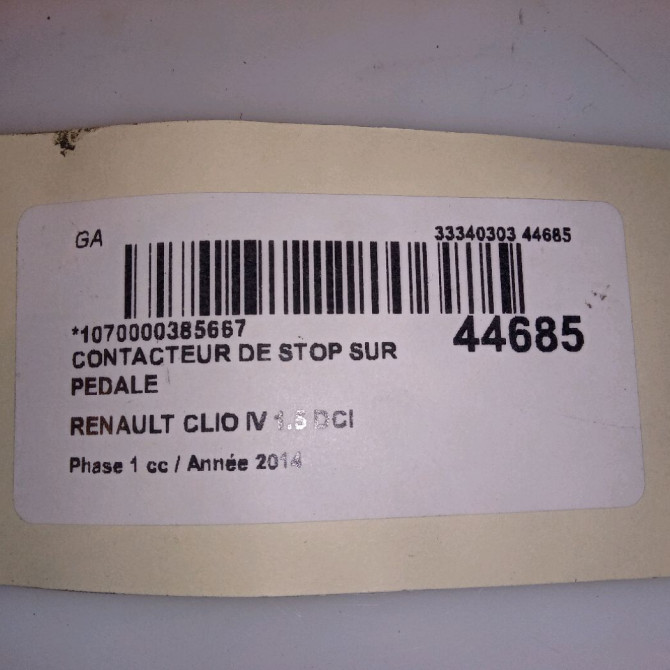 GA
33340303 44685
*1070000385667
44685
CONTACTEUR DE STOP SUR
PEDALE
RENAULT CLIO IV 1.5 DCI
Phase 1 cc / Année 2014